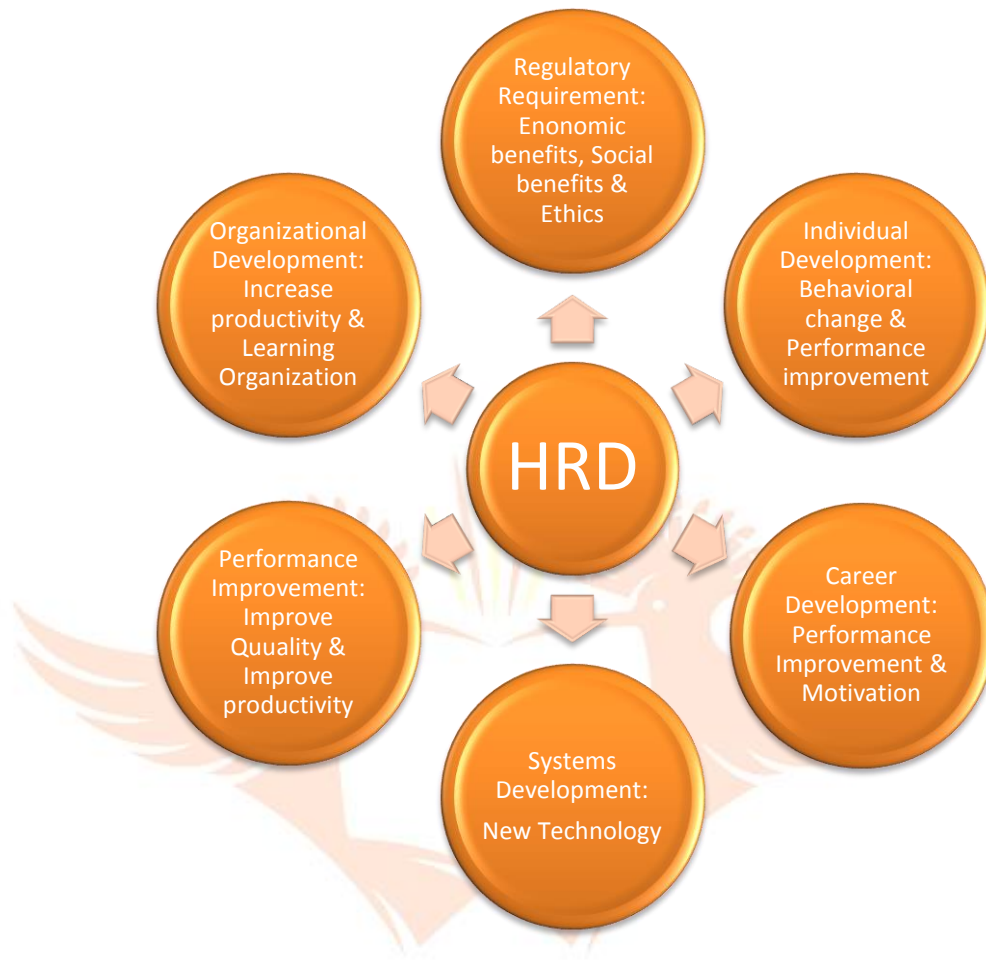 Regulatory
Requirement:
Enonomic
benefits, Social
benefits &
Ethics
Organizational
Development:
Increase
productivity &
Learning
Organization
Individual
Development:
Behavioral
change &
Performance
improvement
HRD
Performance
Improvement:
Improve
Quuality &
Improve
productivity
Career
Development:
Performance
Improvement &
Motivation
Systems
Development:
New Technology